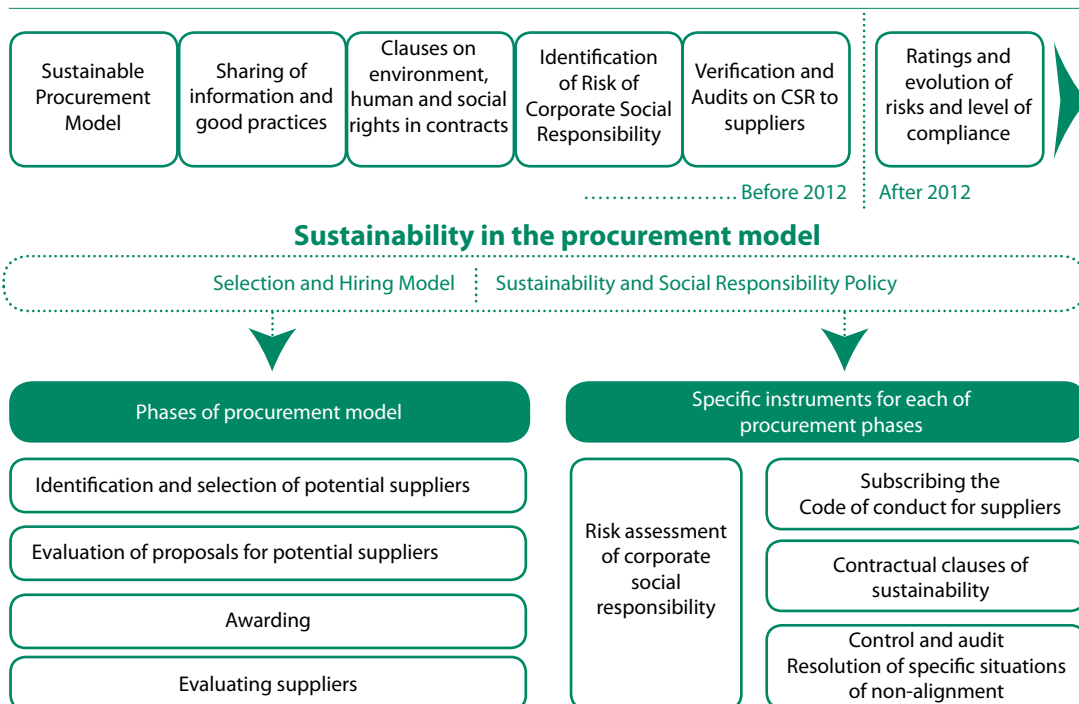 Sustainable
Procurement
Model
Sharing of
information and
good practices
Clauses on
environment,
human and social
rights in contracts
Identification
of Risk of
Corporate Social
Responsibility
Verification and
Audits on CSR to
suppliers
Ratings and
evolution of
risks and level of
compliance
...................... Before 2012
After 2012
Sustainability in the procurement model
Selection and Hiring Model
Sustainability and Social Responsibility Policy
Phases of procurement model
Identification and selection of potential suppliers
Evaluation of proposals for potential suppliers
Awarding
Evaluating suppliers
Specific instruments for each of
procurement phases
Risk assessment
of corporate
social
responsibility
Subscribing the
Code of conduct for suppliers
Contractual clauses of
sustainability
Control and audit
Resolution of specific situations
of non-alignment